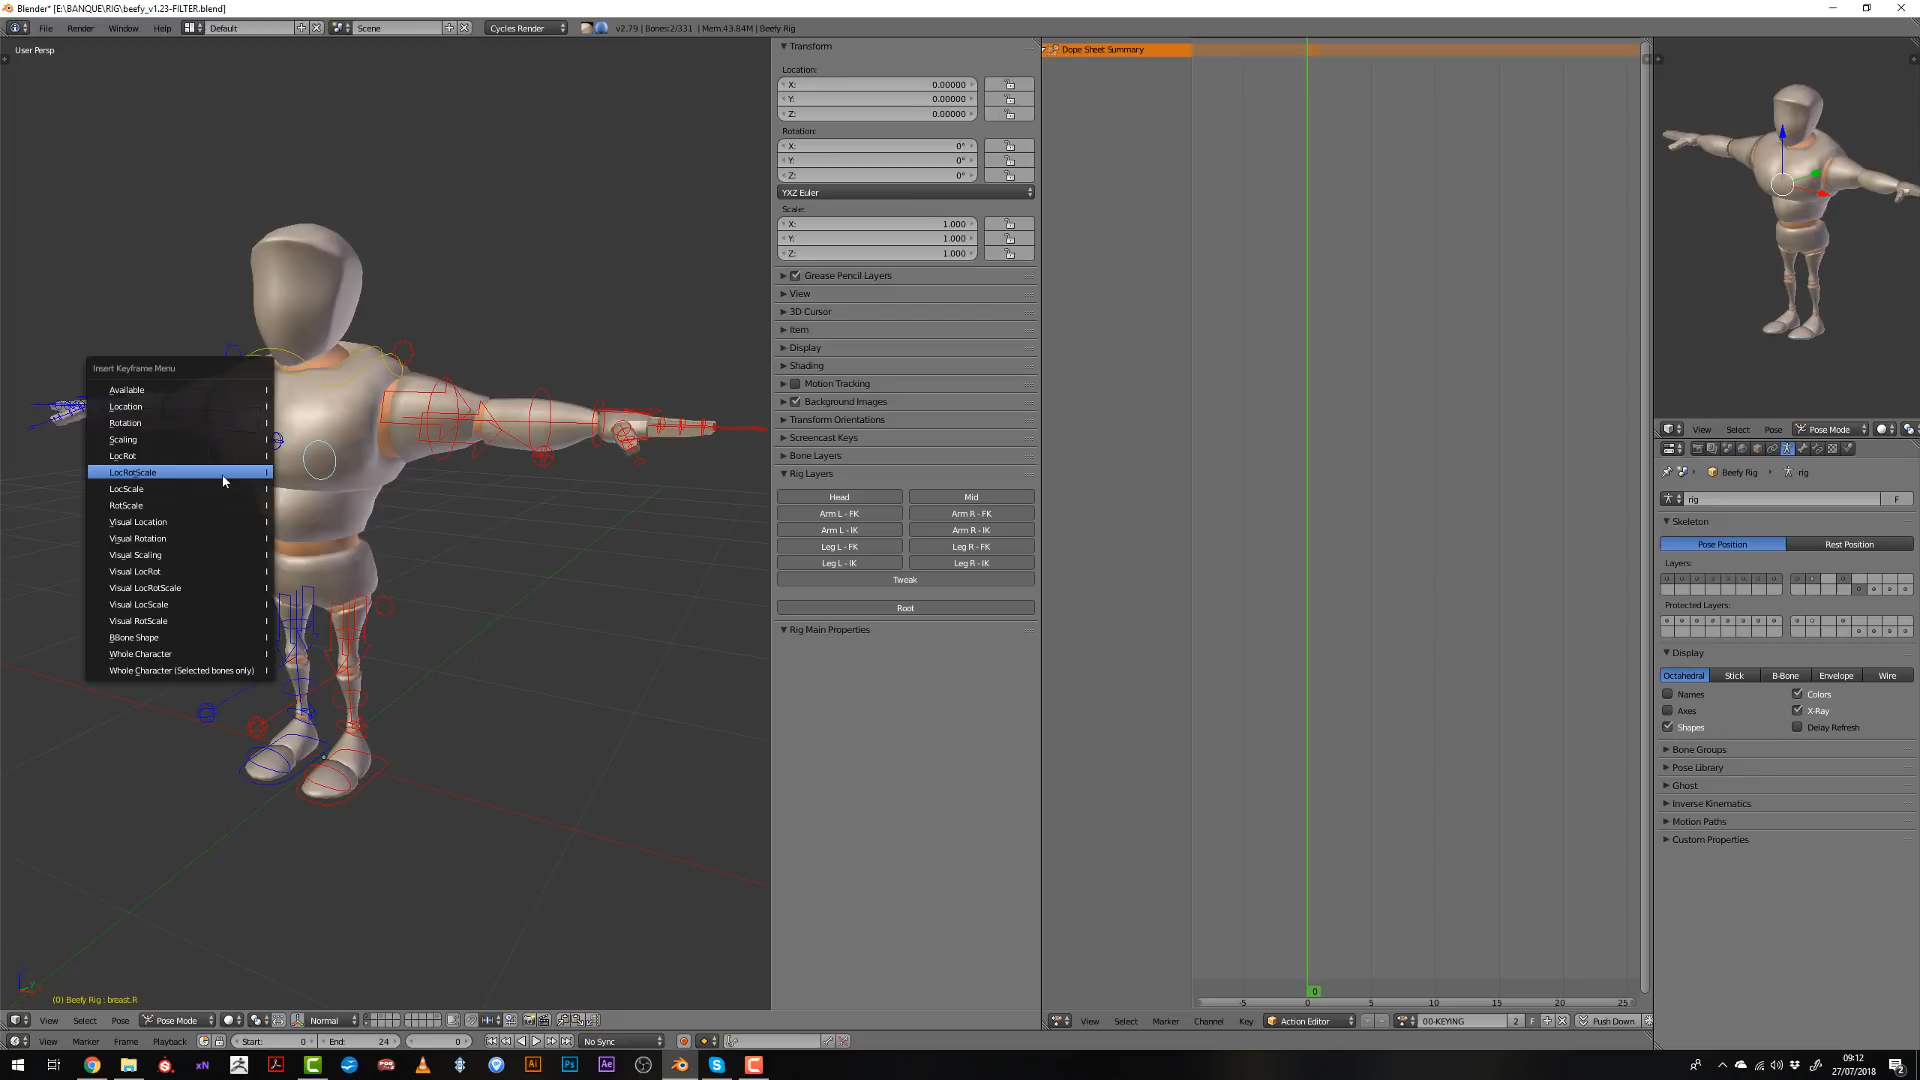 Blender* [E:\BANQUE\RIG\beefy_v1.23-FILTER.blend]
File Render Window Help Default Scene Cycles Render v2.79 | Bones:2/331 | Mem:43.84M | Beefy Rig
User Persp
Insert Keyframe Menu
Available I
Location I
Rotation I
Scaling I
LocRot I
LocRotScale I
LocScale I
RotScale I
Visual Location I
Visual Rotation I
Visual Scaling I
Visual LocRot I
Visual LocRotScale I
Visual LocScale I
Visual RotScale I
BBone Shape I
Whole Character I
Whole Character (Selected bones only) I
(0) Beefy Rig : breast.R
View Select Pose Pose Mode Normal
Transform
Location:
X: 0.00000
Y: 0.00000
Z: 0.00000
Rotation:
X: 0°
Y: 0°
Z: 0°
YXZ Euler
Scale:
X: 1.000
Y: 1.000
Z: 1.000
Grease Pencil Layers
View
3D Cursor
Item
Display
Shading
Motion Tracking
Background Images
Transform Orientations
Screencast Keys
Bone Layers
Rig Layers
Head Mid
Arm L - FK Arm R - FK
Arm L - IK Arm R - IK
Leg L - FK Leg R - FK
Leg L - IK Leg R - IK
Tweak
Root
Rig Main Properties
Dope Sheet Summary
0
-5 0 5 10 15 20 25
View Select Marker Channel Key Action Editor 00-KEYING 2 F Push Down
View Select Pose Pose Mode
Beefy Rig rig
rig F
Skeleton
Pose Position Rest Position
Layers:
Protected Layers:
Display
Octahedral Stick B-Bone Envelope Wire
Names Colors
Axes X-Ray
Shapes Delay Refresh
Bone Groups
Pose Library
Ghost
Inverse Kinematics
Motion Paths
Custom Properties
View Marker Frame Playback Start: 0 End: 24 0 No Sync
xN Ai Ps Ae
09:12
27/07/2018
2